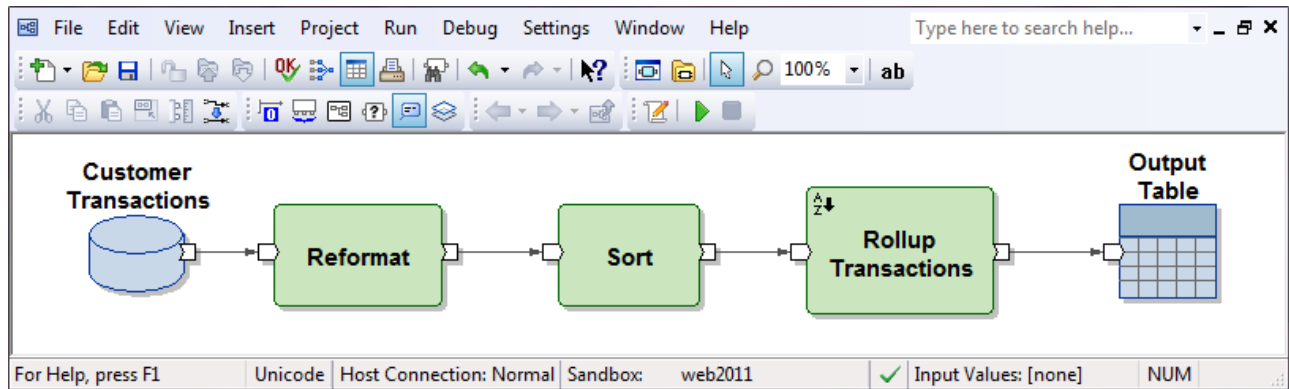 File Edit View Insert Project Run Debug Settings Window Help Type here to search help...
100% ab
Customer
Transactions
Reformat
Sort
A
Z
Rollup
Transactions
Output
Table
For Help, press F1 Unicode Host Connection: Normal Sandbox: web2011 Input Values: [none] NUM